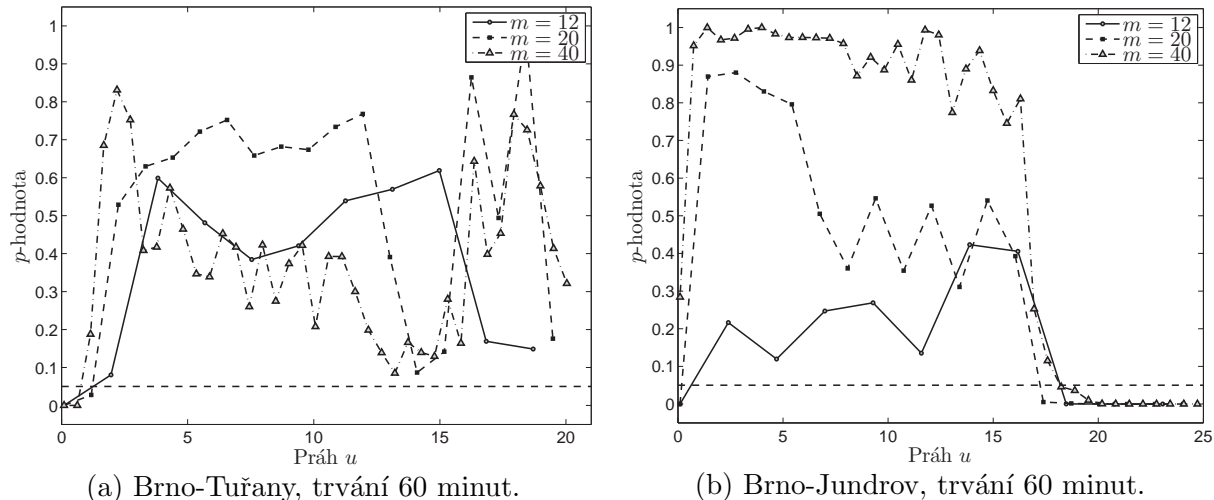 m = 12
m = 20
m = 40
1
0.9
0.8
0.7
0.6
0.5
0.4
0.3
0.2
0.1
0
p-hodnota
0 5 10 15 20
Práh u
(a) Brno-Tuřany, trvání 60 minut.
m = 12
m = 20
m = 40
1
0.9
0.8
0.7
0.6
0.5
0.4
0.3
0.2
0.1
0
p-hodnota
0 5 10 15 20 25
Práh u
(b) Brno-Jundrov, trvání 60 minut.